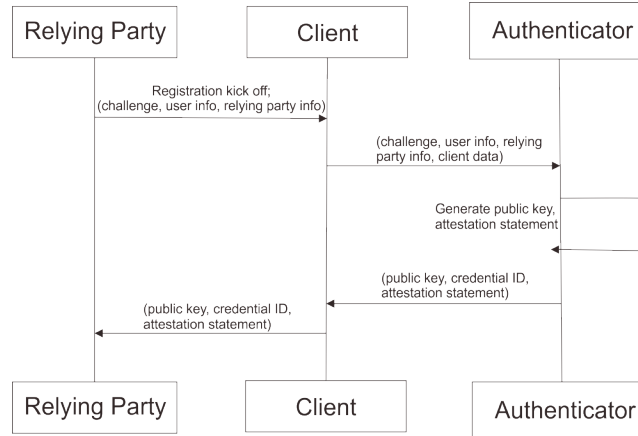 Relying Party
Client
Authenticator
Registration kick off;
(challenge, user info, relying party info)
(challenge, user info, relying
party info, client data)
Generate public key,
attestation statement
(public key, credential ID,
attestation statement)
(public key, credential ID,
attestation statement)
Relying Party
Client
Authenticator